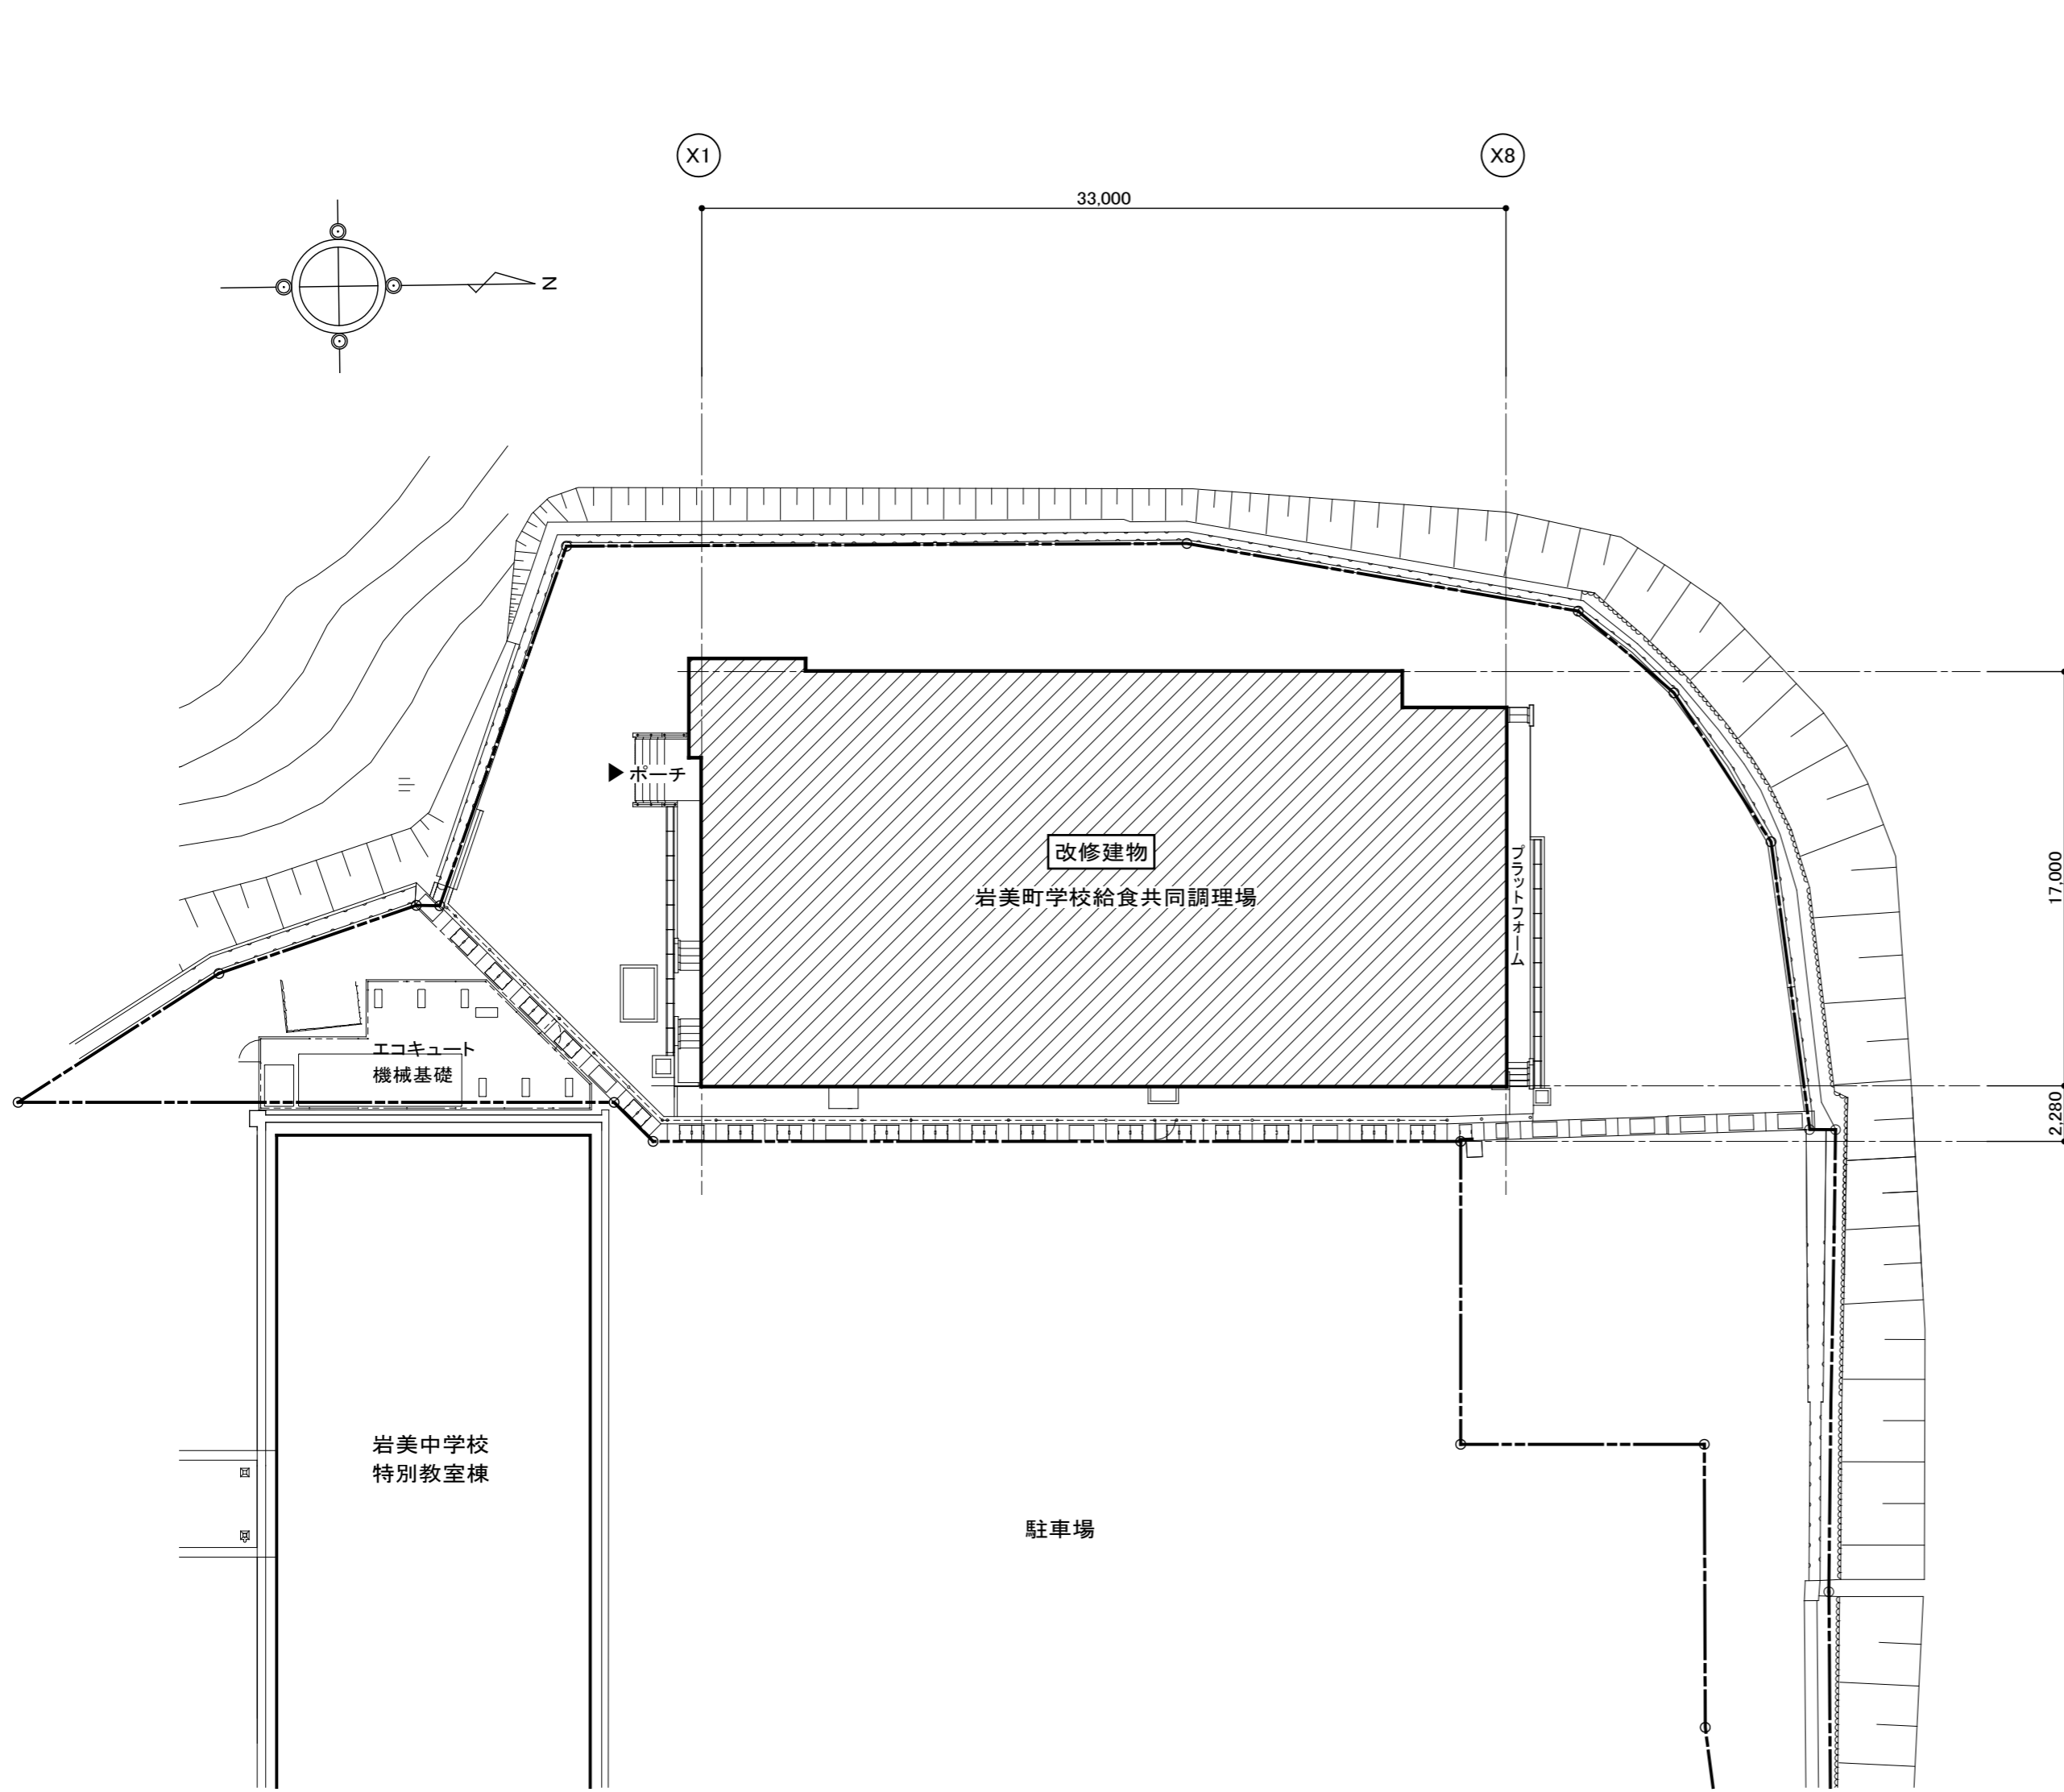 X1
X8
33,000
N
ポーチ
改修建物
岩美町学校給食共同調理場
プラットフォーム
17,000
エコキュート
機械基礎
2,280
岩美中学校
特別教室棟
駐車場